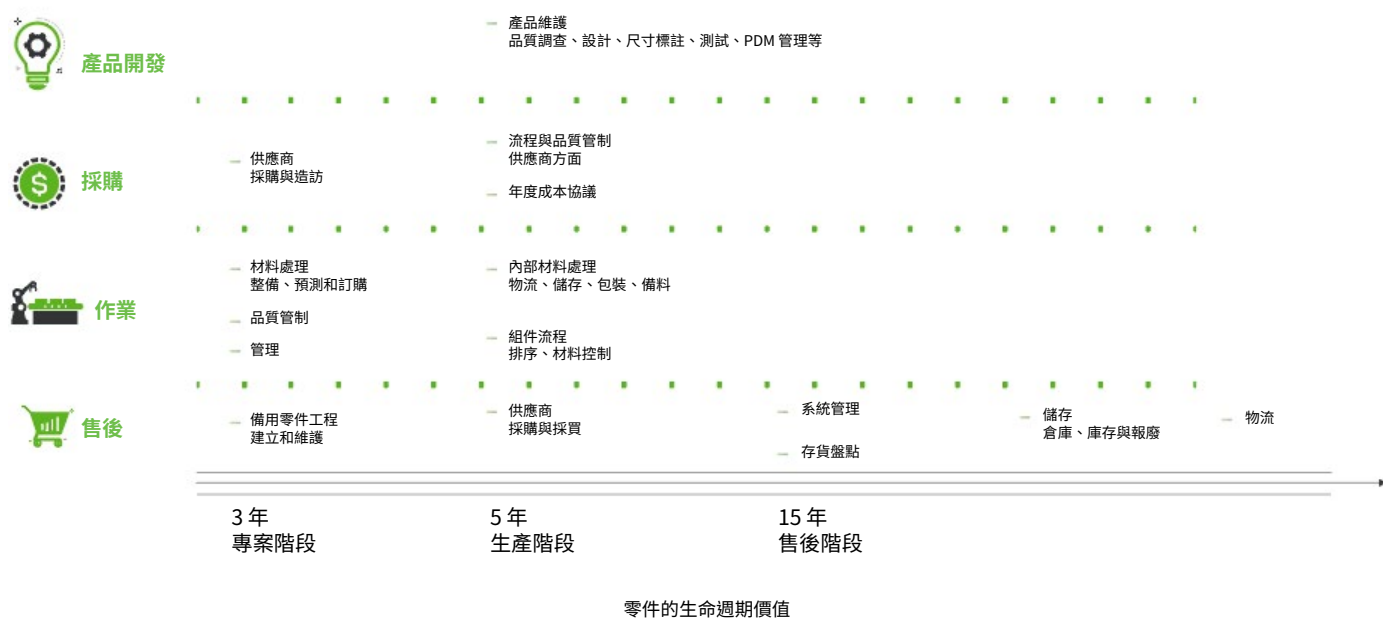 產品開發
產品維護
品質調查、設計、尺寸標註、測試、PDM 管理等
採購
供應商
採購與造訪
流程與品質管制
供應商方面
年度成本協議
作業
材料處理
整備、預測和訂購
品質管制
管理
內部材料處理
物流、儲存、包裝、備料
組件流程
排序、材料控制
售後
備用零件工程
建立和維護
供應商
採購與採買
系統管理
存貨盤點
儲存
倉庫、庫存與報廢
物流
3 年
專案階段
5 年
生產階段
15 年
售後階段
零件的生命週期價值